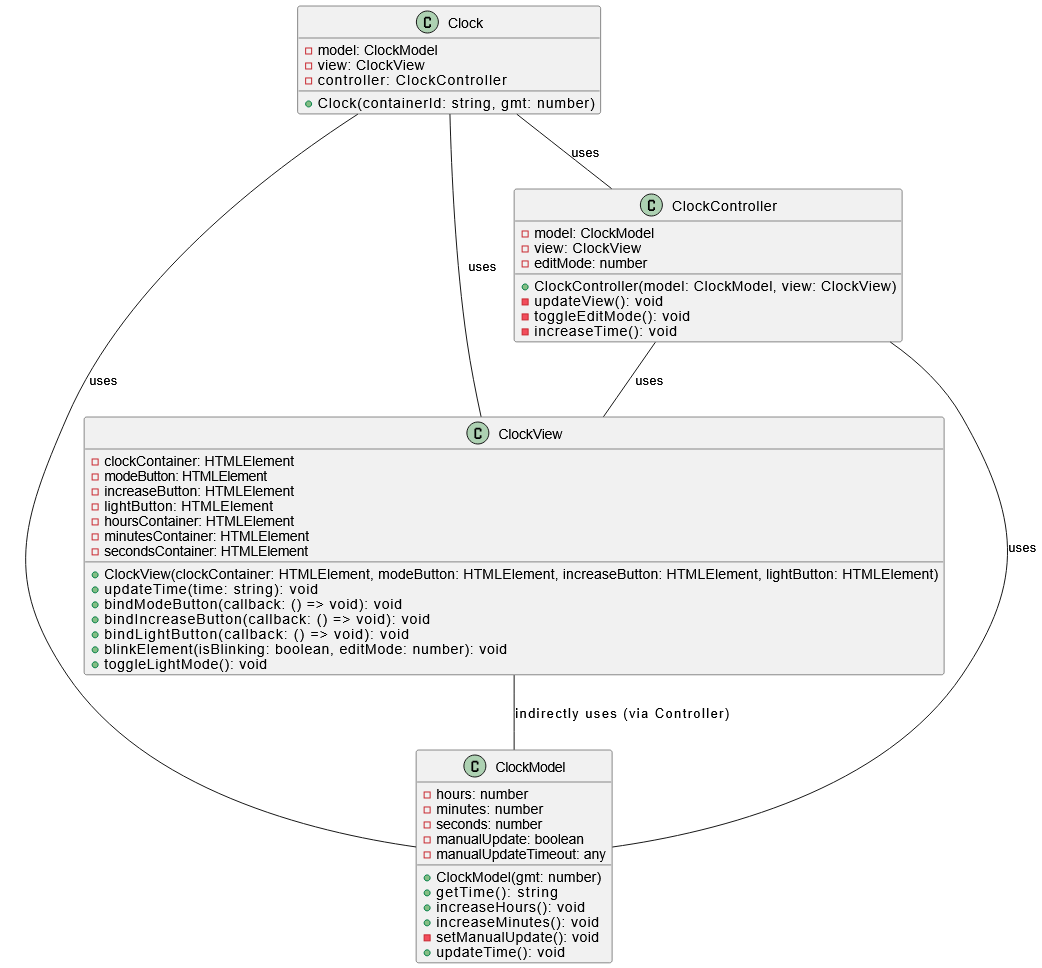 C Clock
model: ClockModel
view: ClockView
controller: ClockController
Clock(containerId: string, gmt: number)
uses
C ClockController
model: ClockModel
view: ClockView
editMode: number
ClockController(model: ClockModel, view: ClockView)
updateView(): void
toggleEditMode(): void
increaseTime(): void
uses
uses
uses
C ClockView
clockContainer: HTMLElement
modeButton: HTMLElement
increaseButton: HTMLElement
lightButton: HTMLElement
hoursContainer: HTMLElement
minutesContainer: HTMLElement
secondsContainer: HTMLElement
ClockView(clockContainer: HTMLElement, modeButton: HTMLElement, increaseButton: HTMLElement, lightButton: HTMLElement)
updateTime(time: string): void
bindModeButton(callback: () => void): void
bindIncreaseButton(callback: () => void): void
bindLightButton(callback: () => void): void
blinkElement(isBlinking: boolean, editMode: number): void
toggleLightMode(): void
uses
indirectly uses (via Controller)
C ClockModel
hours: number
minutes: number
seconds: number
manualUpdate: boolean
manualUpdateTimeout: any
ClockModel(gmt: number)
getTime(): string
increaseHours(): void
increaseMinutes(): void
setManualUpdate(): void
updateTime(): void